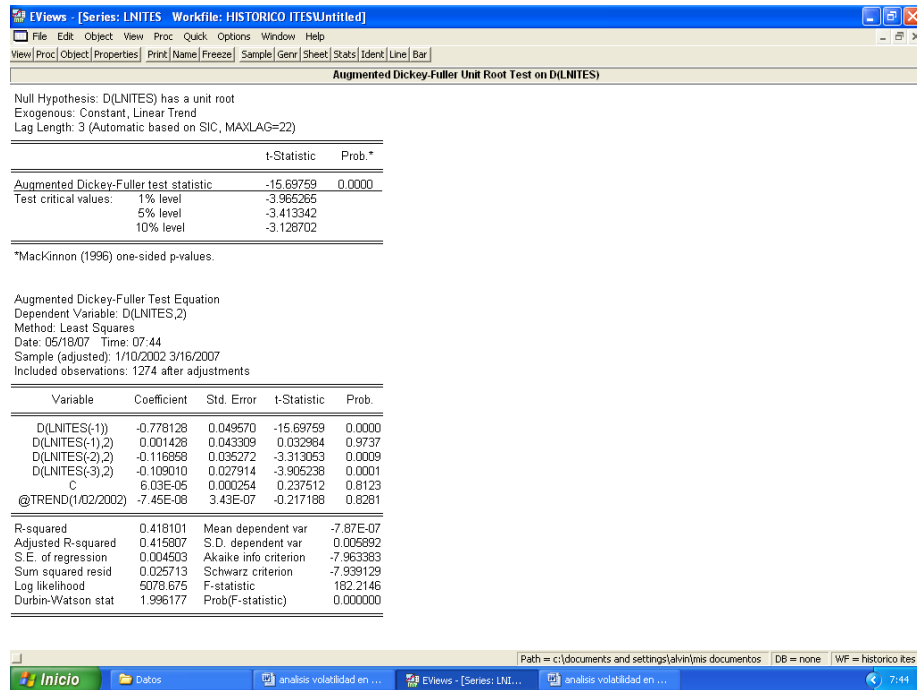 EViews - [Series: LNITES Workfile: HISTORICO ITES\Untitled]
File Edit Object View Proc Quick Options Window Help
View Proc Object Properties Print Name Freeze Sample Genr Sheet Stats Ident Line Bar
Augmented Dickey-Fuller Unit Root Test on D(LNITES)
Null Hypothesis: D(LNITES) has a unit root
Exogenous: Constant, Linear Trend
Lag Length: 3 (Automatic based on SIC, MAXLAG=22)
t-Statistic Prob.*
Augmented Dickey-Fuller test statistic -15.69759 0.0000
Test critical values: 1% level -3.965265
5% level -3.413342
10% level -3.128702
*MacKinnon (1996) one-sided p-values.
Augmented Dickey-Fuller Test Equation
Dependent Variable: D(LNITES,2)
Method: Least Squares
Date: 05/18/07 Time: 07:44
Sample (adjusted): 1/10/2002 3/16/2007
Included observations: 1274 after adjustments
Variable Coefficient Std. Error t-Statistic Prob.
D(LNITES(-1)) -0.778128 0.049570 -15.69759 0.0000
D(LNITES(-1),2) 0.001428 0.043309 0.032984 0.9737
D(LNITES(-2),2) -0.116858 0.035272 -3.313053 0.0009
D(LNITES(-3),2) -0.109010 0.027914 -3.905238 0.0001
C 6.03E-05 0.000254 0.237512 0.8123
@TREND(1/02/2002) -7.45E-08 3.43E-07 -0.217188 0.8281
R-squared 0.418101 Mean dependent var -7.87E-07
Adjusted R-squared 0.415807 S.D. dependent var 0.005892
S.E. of regression 0.004503 Akaike info criterion -7.963383
Sum squared resid 0.025713 Schwarz criterion -7.939129
Log likelihood 5078.675 F-statistic 182.2146
Durbin-Watson stat 1.996177 Prob(F-statistic) 0.000000
Path = c:\documents and settings\alvin\mis documentos DB = none WF = historico ites
Inicio Datos analisis volatilidad en ... EViews - [Series: LNI... analisis volatilidad en ... 7:44